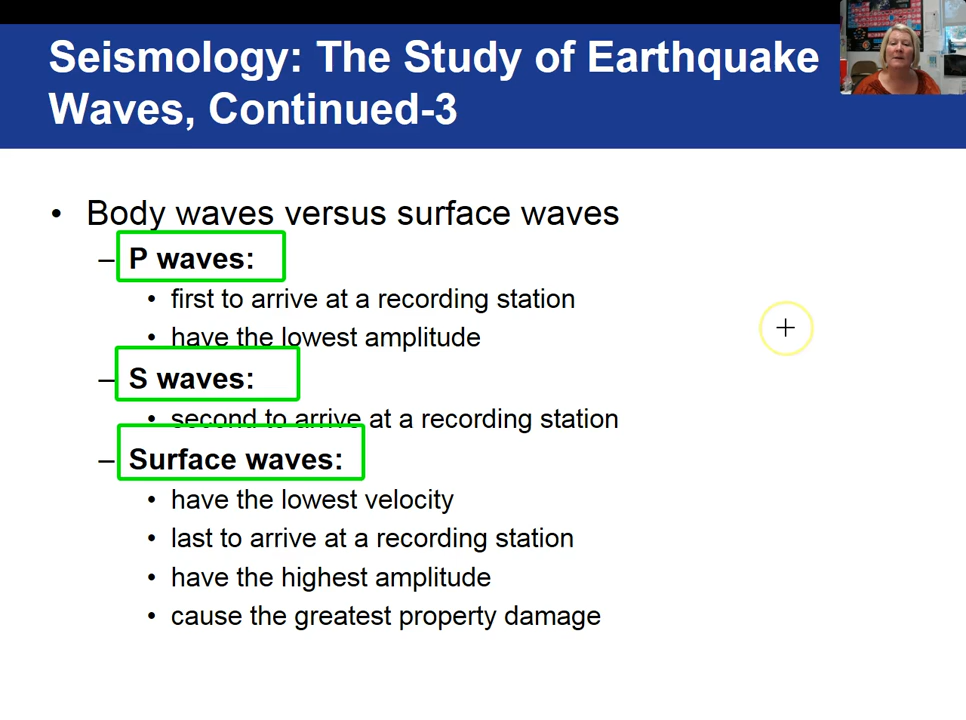 Seismology: The Study of Earthquake
Waves, Continued-3
• Body waves versus surface waves
– P waves:
• first to arrive at a recording station
• have the lowest amplitude
– S waves:
• second to arrive at a recording station
– Surface waves:
• have the lowest velocity
• last to arrive at a recording station
• have the highest amplitude
• cause the greatest property damage